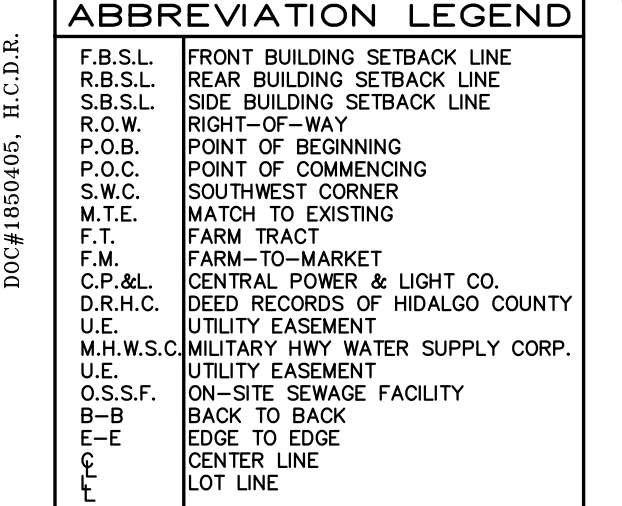 DOC#1850405, H.C.D.R.
ABBREVIATION LEGEND
F.B.S.L. FRONT BUILDING SETBACK LINE
R.B.S.L. REAR BUILDING SETBACK LINE
S.B.S.L. SIDE BUILDING SETBACK LINE
R.O.W. RIGHT-OF-WAY
P.O.B. POINT OF BEGINNING
P.O.C. POINT OF COMMENCING
S.W.C. SOUTHWEST CORNER
M.T.E. MATCH TO EXISTING
F.T. FARM TRACT
F.M. FARM-TO-MARKET
C.P.&L. CENTRAL POWER & LIGHT CO.
D.R.H.C. DEED RECORDS OF HIDALGO COUNTY
U.E. UTILITY EASEMENT
M.H.W.S.C. MILITARY HWY WATER SUPPLY CORP.
U.E. UTILITY EASEMENT
O.S.S.F. ON-SITE SEWAGE FACILITY
B-B BACK TO BACK
E-E EDGE TO EDGE
℄ CENTER LINE
LL LOT LINE